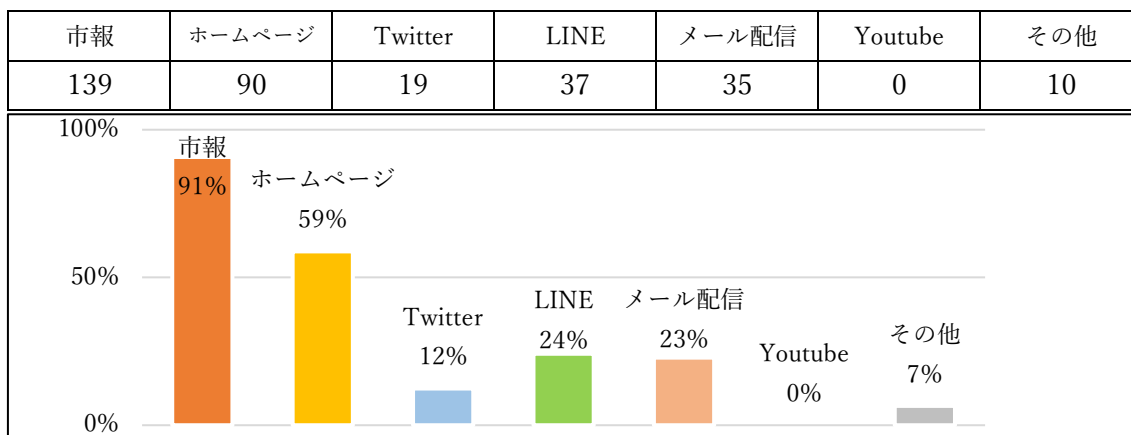 市報 ホームページ Twitter LINE メール配信 Youtube その他
139 90 19 37 35 0 10
100%
市報
91%
ホームページ
59%
50%
Twitter
12%
LINE
24%
メール配信
23%
Youtube
0%
その他
7%
0%